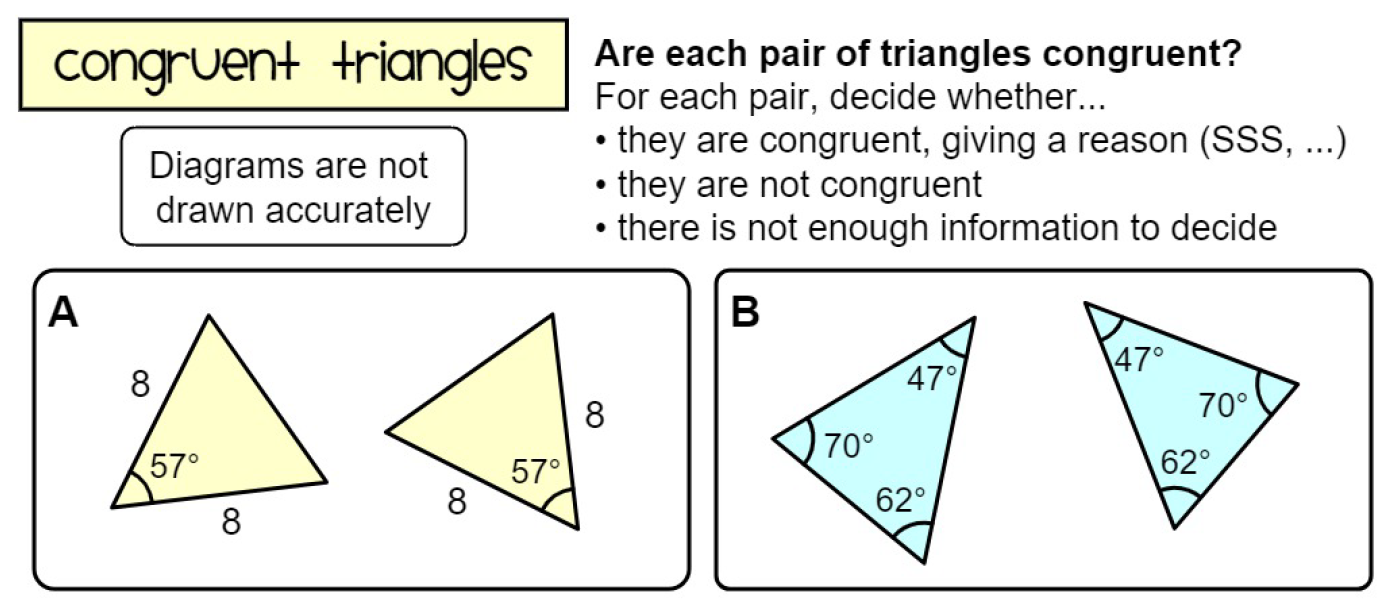 congruent triangles
Diagrams are not
drawn accurately
Are each pair of triangles congruent?
For each pair, decide whether...
• they are congruent, giving a reason (SSS, ...)
• they are not congruent
• there is not enough information to decide
A
8
57°
8
8
57°
8
B
47°
70°
62°
47°
70°
62°